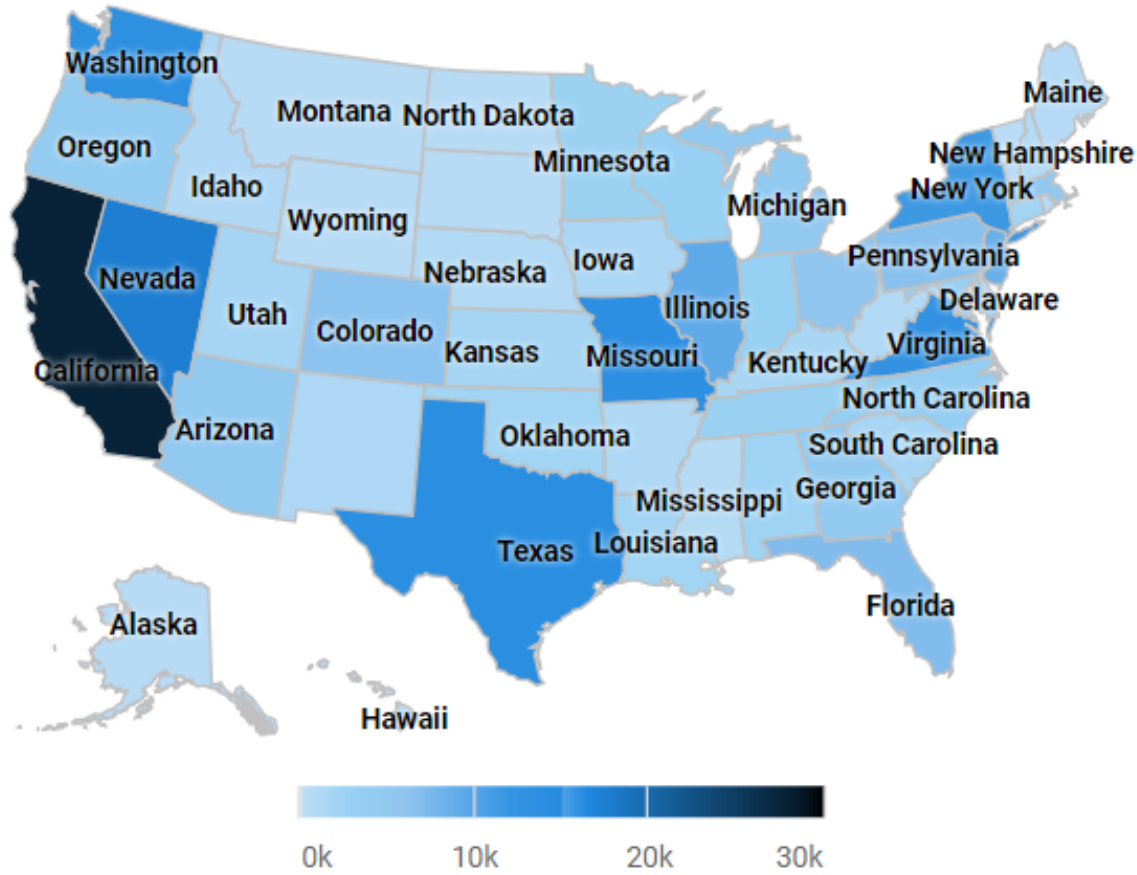 Washington
Maine
Montana
North Dakota
Oregon
New Hampshire
Minnesota
Idaho
New York
Michigan
Wyoming
Pennsylvania
Iowa
Nebraska
Nevada
Delaware
Illinois
Utah
Colorado
Virginia
Kansas
Missouri
Kentucky
California
North Carolina
Arizona
Oklahoma
South Carolina
Georgia
Mississippi
Louisiana
Texas
Florida
Alaska
Hawaii
0k 10k 20k 30k